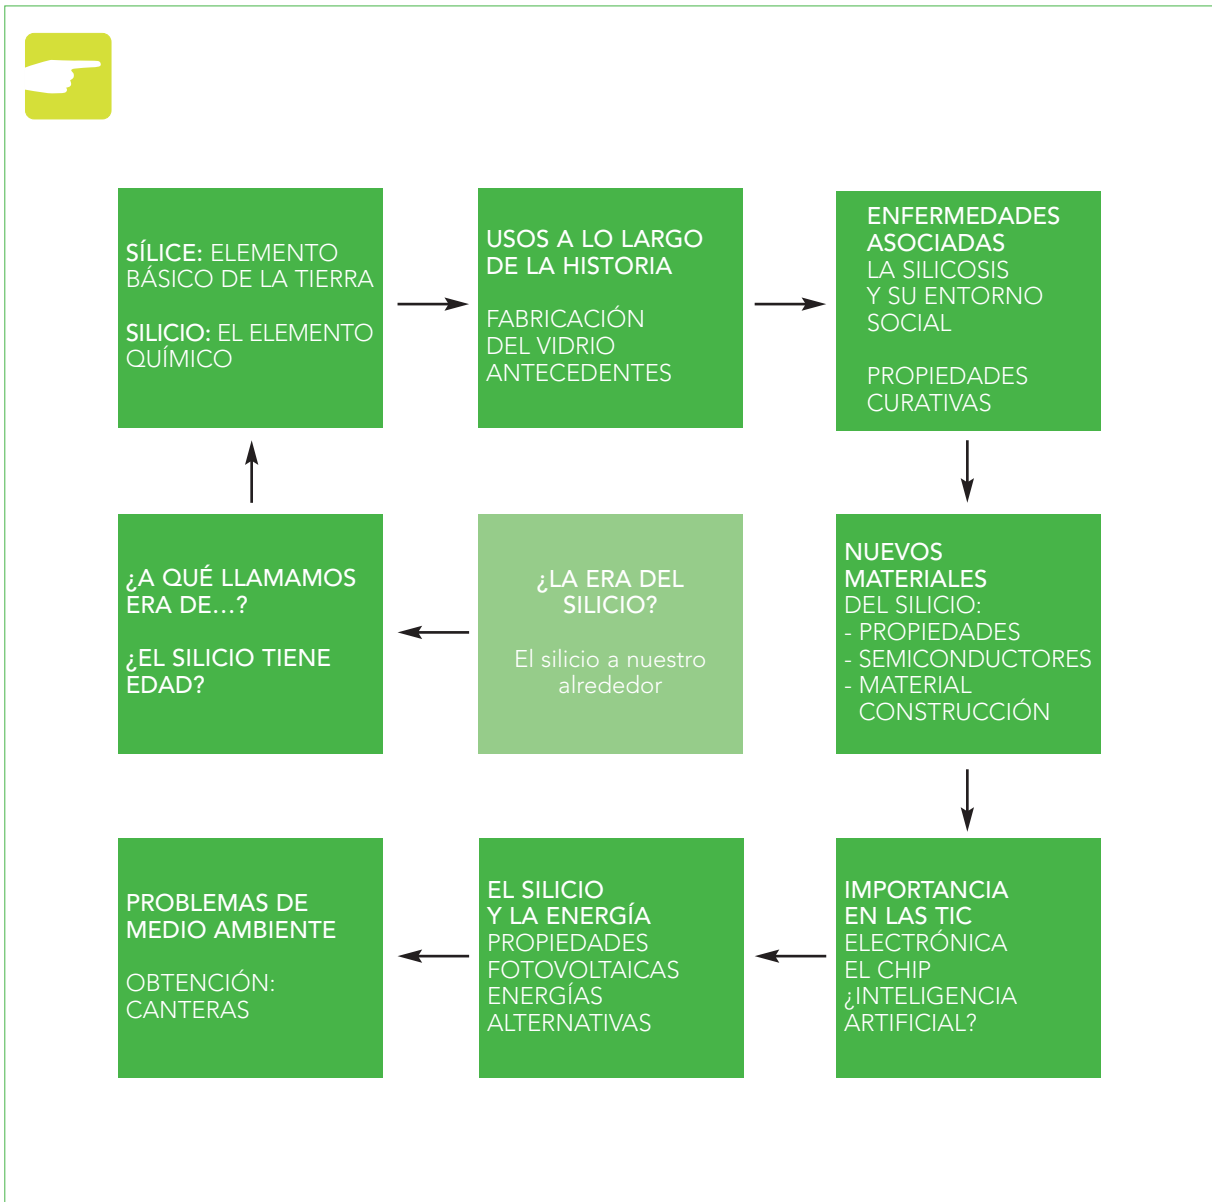 SÍLICE: ELEMENTO
BÁSICO DE LA TIERRA
SILICIO: EL ELEMENTO
QUÍMICO
USOS A LO LARGO
DE LA HISTORIA
FABRICACIÓN
DEL VIDRIO
ANTECEDENTES
ENFERMEDADES
ASOCIADAS
LA SILICOSIS
Y SU ENTORNO
SOCIAL
PROPIEDADES
CURATIVAS
¿A QUÉ LLAMAMOS
ERA DE...?
¿EL SILICIO TIENE
EDAD?
¿LA ERA DEL
SILICIO?
El silicio a nuestro
alrededor
NUEVOS
MATERIALES
DEL SILICIO:
- PROPIEDADES
- SEMICONDUCTORES
- MATERIAL
CONSTRUCCIÓN
PROBLEMAS DE
MEDIO AMBIENTE
OBTENCIÓN:
CANTERAS
EL SILICIO
Y LA ENERGÍA
PROPIEDADES
FOTOVOLTAICAS
ENERGÍAS
ALTERNATIVAS
IMPORTANCIA
EN LAS TIC
ELECTRÓNICA
EL CHIP
¿INTELIGENCIA
ARTIFICIAL?